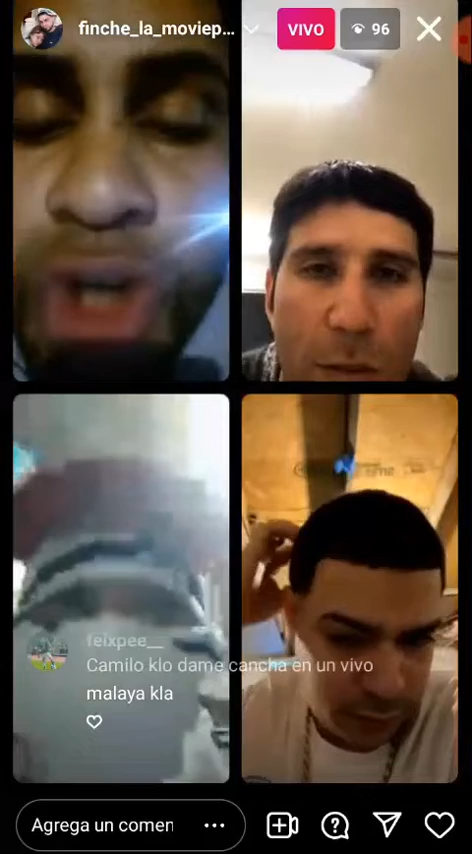 finche_la_moviep...
VIVO
96
feixpee__
Camilo klo dame cancha en un vivo
malaya kla
Agrega un comen